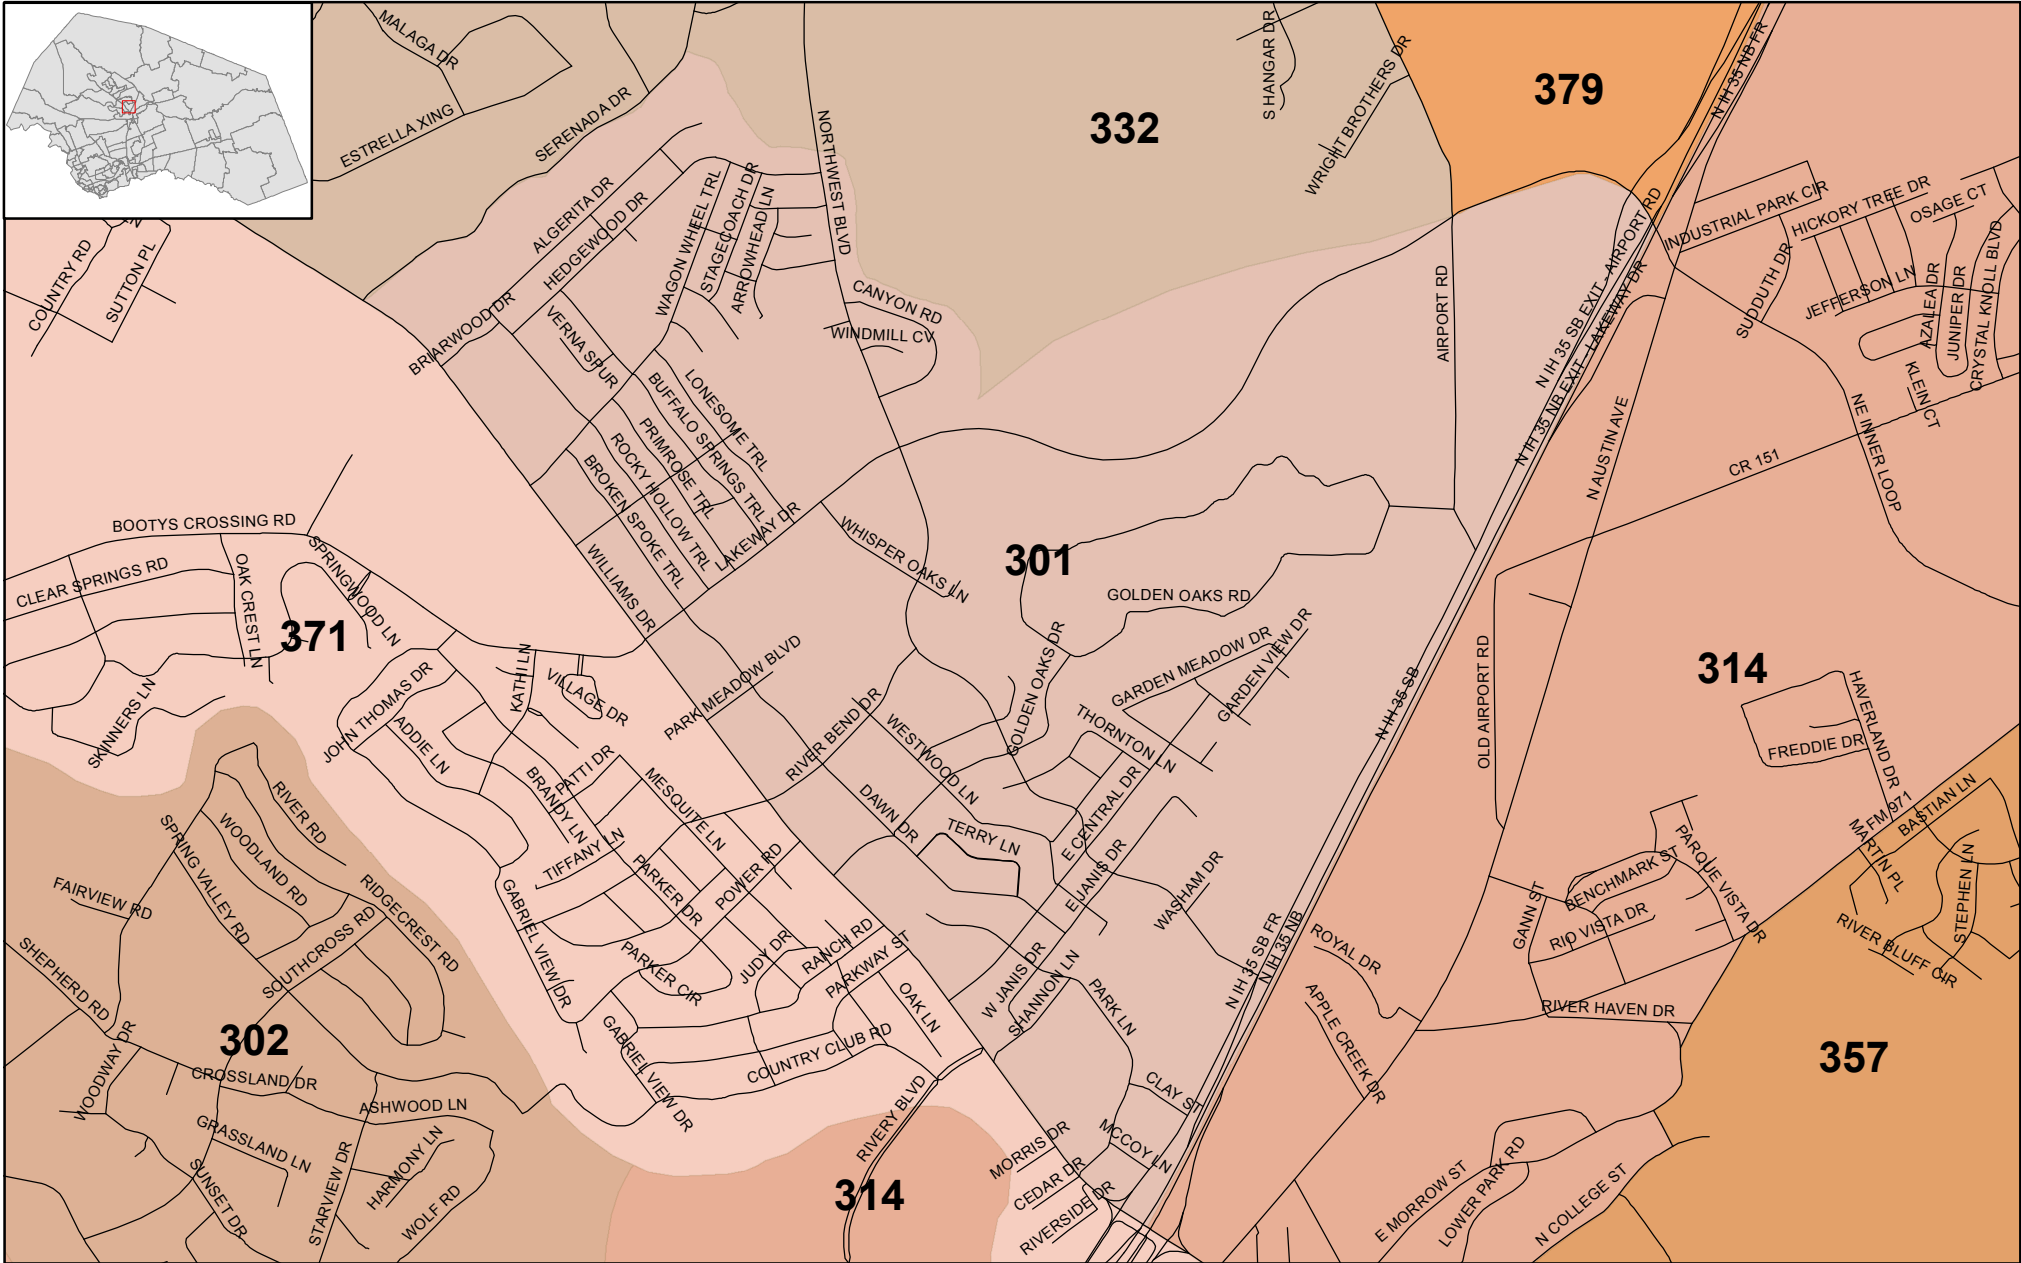 MALAGA DR
ESTRELLA XING
SERENADA DR
332
S HANGAR DR
WRIGHT BROTHERS DR
379
N IH 35 NB FR
COUNTRY RD
SUTTON PL
ALGERITA DR
HEDGEWOOD DR
BRIARWOOD DR
WAGON WHEEL TRL
STAGECOACH DR
ARROWHEAD LN
NORTHWEST BLVD
CANYON RD
WINDMILL CV
VERNA SPUR
AIRPORT RD
N IH 35 SB EXIT - AIRPORT RD
N IH 35 NB EXIT - LAKEWAY DR
INDUSTRIAL PARK CIR
HICKORY TREE DR
OSAGE CT
SUDDUTH DR
JEFFERSON LN
AZALEA DR
JUNIPER DR
CRYSTAL KNOLL BLVD
KLEIN CT
NE INNER LOOP
N AUSTIN AVE
CR 151
LONESOME TRL
BUFFALO SPRINGS TRL
PRIMROSE TRL
ROCKY HOLLOW TRL
BROKEN SPOKE TRL
LAKEWAY DR
WILLIAMS DR
WHISPER OAKS LN
301
GOLDEN OAKS RD
GOLDEN OAKS DR
GARDEN MEADOW DR
GARDEN VIEW DR
THORNTON LN
BOOTYS CROSSING RD
CLEAR SPRINGS RD
OAK CREST LN
SPRINGWOOD LN
371
SKINNERS LN
JOHN THOMAS DR
ADDIE LN
KATHI LN
VILLAGE DR
PARK MEADOW BLVD
RIVER BEND DR
WESTWOOD LN
DAWN DR
TERRY LN
E CENTRAL DR
E JANIS DR
WASHAM DR
W JANIS DR
SHANNON LN
PARK LN
CLAY ST
MCCOY LN
N IH 35 SB
N IH 35 SB FR
N IH 35 NB
OLD AIRPORT RD
314
HAVERLAND DR
FREDDIE DR
FM 971
BASTIAN LN
MARTIN PL
STEPHEN LN
RIVER BLUFF CIR
PARQUE VISTA DR
BENCHMARK ST
RIO VISTA DR
GANN ST
RIVER HAVEN DR
ROYAL DR
APPLE CREEK DR
357
E MORROW ST
LOWER PARK RD
N COLLEGE ST
PATTI DR
BRANDY LN
MESQUITE LN
TIFFANY LN
PARKER DR
POWER RD
GABRIEL VIEW DR
PARKER CIR
JUDY DR
RANCH RD
PARKWAY ST
OAK LN
COUNTRY CLUB RD
GABRIEL VIEW DR
RIVERY BLVD
314
MORRIS DR
CEDAR DR
RIVERSIDE DR
RIVER RD
WOODLAND RD
SPRING VALLEY RD
FAIRVIEW RD
SHEPHERD RD
SOUTHCROSS RD
RIDGECREST RD
302
WOODWAY DR
CROSSLAND DR
ASHWOOD LN
GRASSLAND LN
SUNSET DR
STARVIEW DR
HARMONY LN
WOLF RD